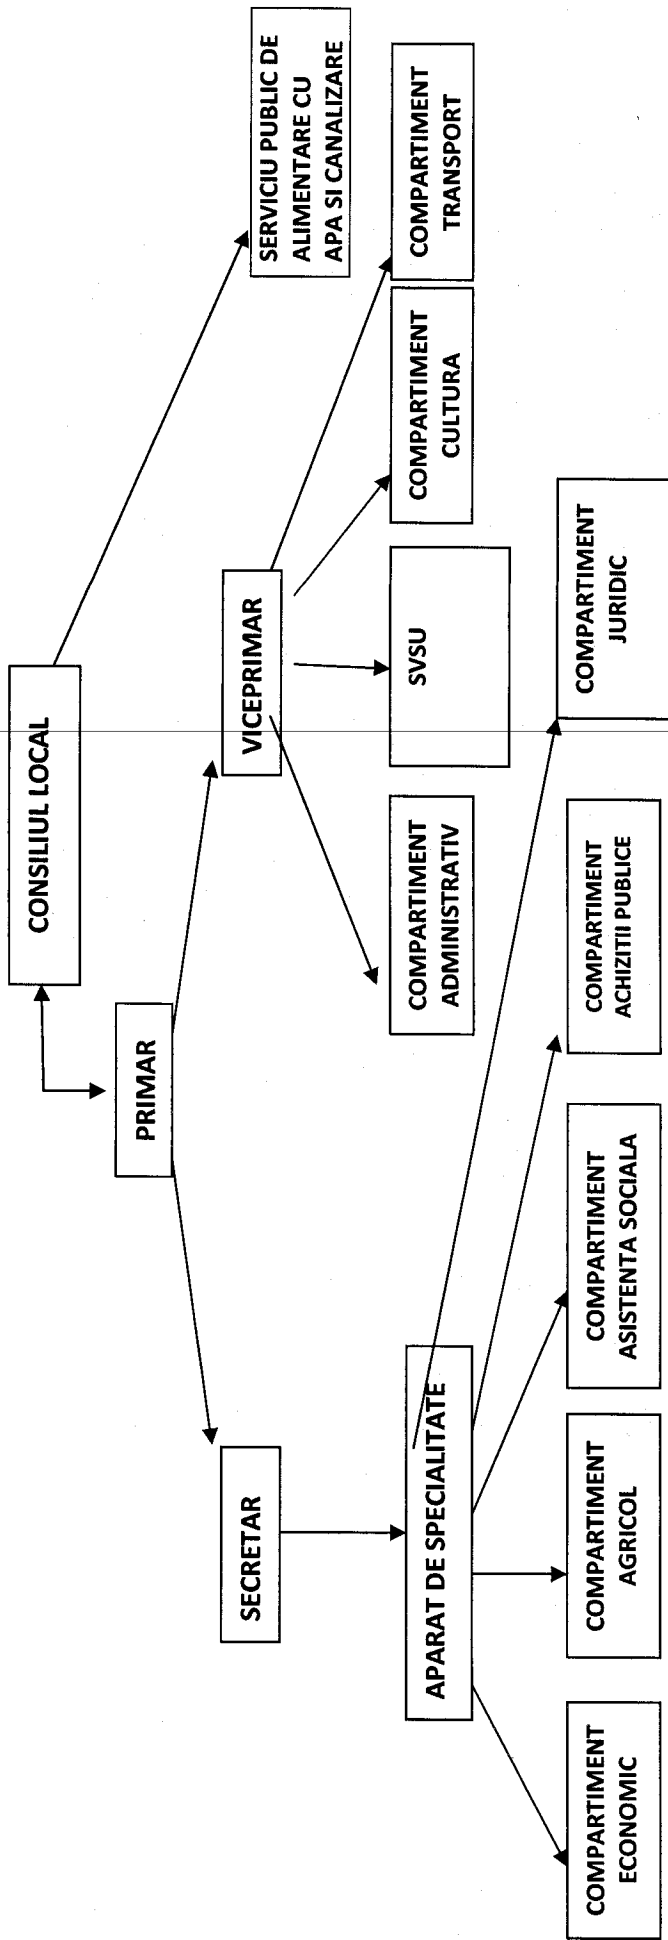 CONSILIUL LOCAL
PRIMAR
SERVICIU PUBLIC DE
ALIMENTARE CU
APA SI CANALIZARE
SECRETAR
VICEPRIMAR
APARAT DE SPECIALITATE
COMPARTIMENT
ADMINISTRATIV
SVSU
COMPARTIMENT
CULTURA
COMPARTIMENT
TRANSPORT
COMPARTIMENT
ECONOMIC
COMPARTIMENT
AGRICOL
COMPARTIMENT
ASISTENTA SOCIALA
COMPARTIMENT
ACHIZITII PUBLICE
COMPARTIMENT
JURIDIC